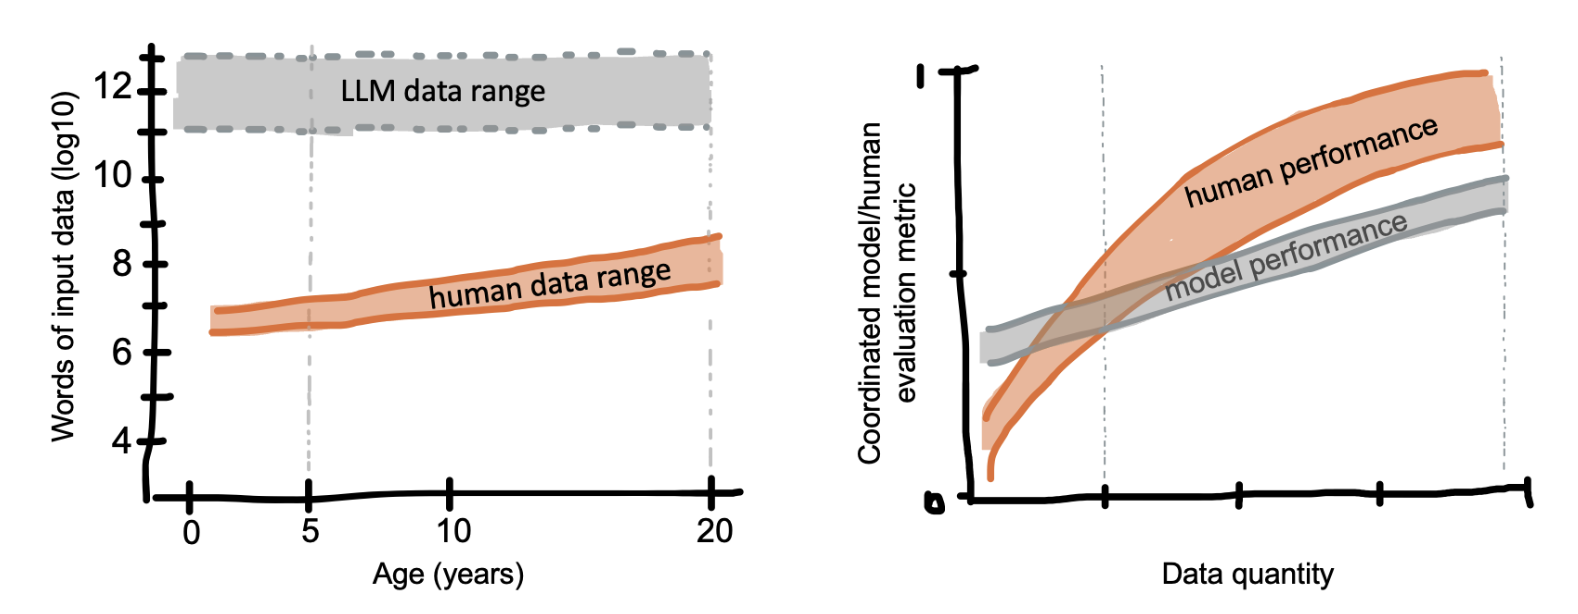 Words of input data (log10)
12
10
8
6
4
LLM data range
human data range
0 5 10 20
Age (years)
Coordinated model/human
evaluation metric
1
0
human performance
model performance
Data quantity